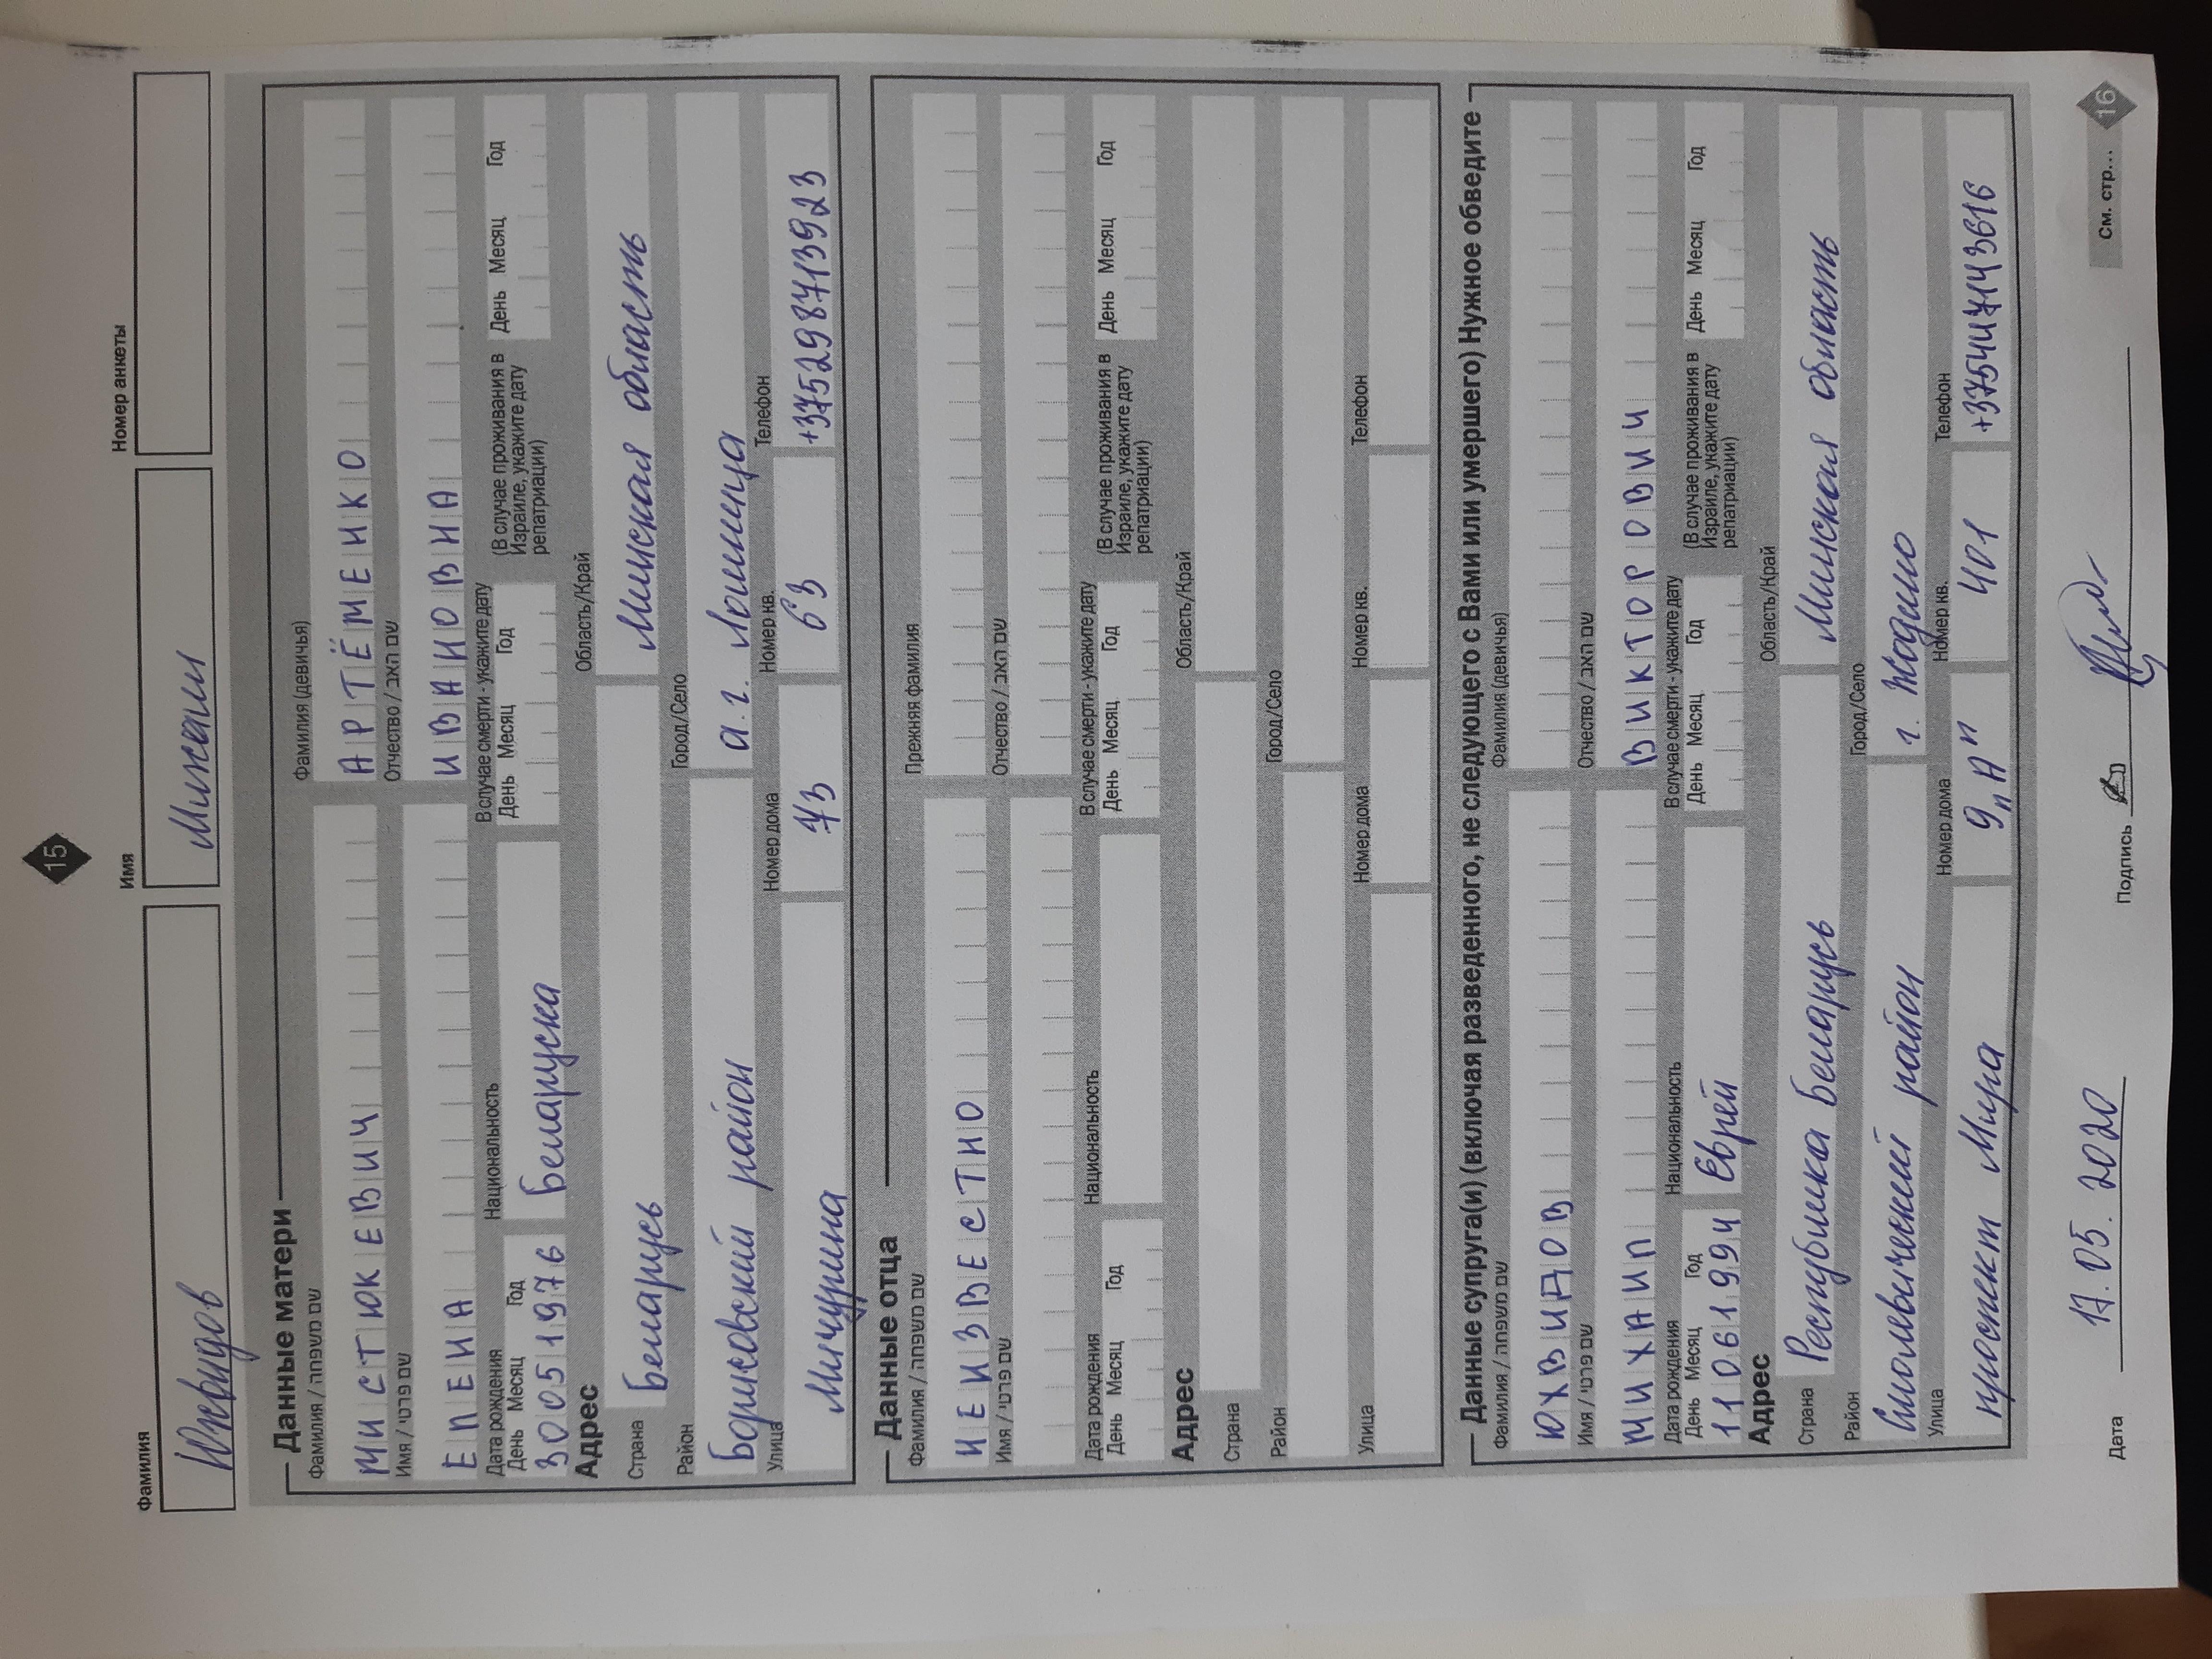 15
Фамилия Имя Номер анкеты
Юхвидов Михаил
Данные матери
Фамилия / שם משפחה Фамилия (девичья)
МИСТЮКЕВИЧ АРТЁМЕНКО
Имя / שם פרטי Отчество / שם האב
ЕЛЕНА ИВАНОВНА
Дата рождения Национальность В случае смерти - укажите дату (В случае проживания в Израиле, укажите дату репатриации)
День Месяц Год День Месяц Год День Месяц Год
30051976 Беларуска
Адрес Область/Край
Страна Беларусь Минская область
Район Город/Село
Борисовский район а.г. Лошница
Улица Номер дома Номер кв. Телефон
Мичурина 73 63 +375298713923
Данные отца
Фамилия / שם משפחה Прежняя фамилия
НЕИЗВЕСТНО
Имя / שם פרטי Отчество / שם האב
Дата рождения Национальность В случае смерти - укажите дату (В случае проживания в Израиле, укажите дату репатриации)
День Месяц Год День Месяц Год День Месяц Год
Адрес Область/Край
Страна
Район Город/Село
Улица Номер дома Номер кв. Телефон
Данные супруга(и) (включая разведенного, не следующего с Вами или умершего) Нужное обведите
Фамилия / שם משפחה Фамилия (девичья)
ЮХВИДОВ
Имя / שם פרטי Отчество / שם האב
МИХАИЛ ВИКТОРОВИЧ
Дата рождения Национальность В случае смерти - укажите дату (В случае проживания в Израиле, укажите дату репатриации)
День Месяц Год День Месяц Год День Месяц Год
11061994 Еврей
Адрес Область/Край
Страна Республика Беларусь Минская область
Район Город/Село
Смолевический район г. Жодино
Улица Номер дома Номер кв. Телефон
проспект Мира 9„А" 401 +375447143616
Дата 17.05.2020 Подпись См. стр... 16